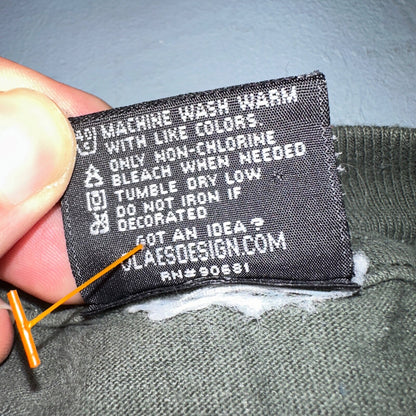 MACHINE WASH WARM
WITH LIKE COLORS.
ONLY NON-CHLORINE
BLEACH WHEN NEEDED
TUMBLE DRY LOW
DO NOT IRON IF
DECORATED
GOT AN IDEA?
OLAESDESIGN.COM
RN# 90681